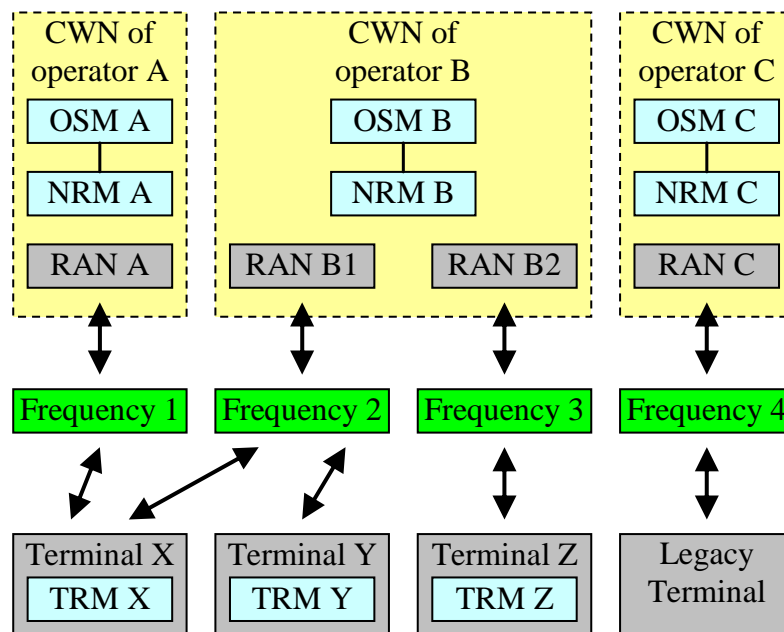 CWN of
operator A
CWN of
operator B
CWN of
operator C
OSM A
OSM B
OSM C
NRM A
NRM B
NRM C
RAN A
RAN B1
RAN B2
RAN C
Frequency 1
Frequency 2
Frequency 3
Frequency 4
Terminal X
TRM X
Terminal Y
TRM Y
Terminal Z
TRM Z
Legacy
Terminal